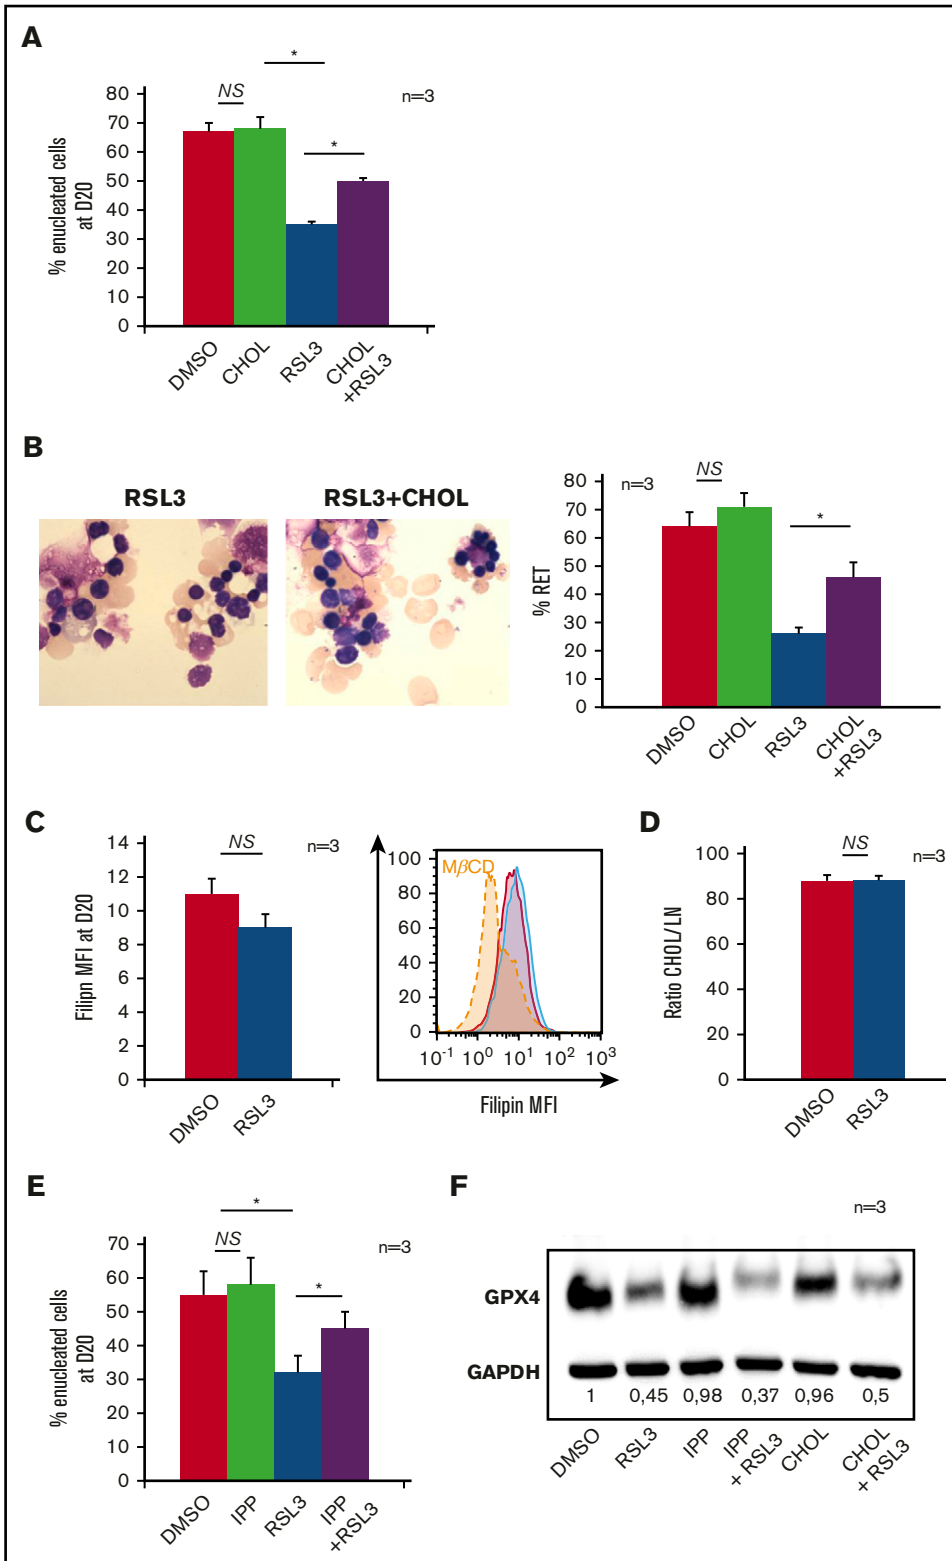 A
*
NS
n=3
*
% enucleated cells
at D20
80
70
60
50
40
30
20
10
0
DMSO
CHOL
RSL3
CHOL
+RSL3
B
RSL3
RSL3+CHOL
n=3
NS
*
% RET
80
70
60
50
40
30
20
10
0
DMSO
CHOL
RSL3
CHOL
+RSL3
C
NS
n=3
Filipn MFI at D20
14
12
10
8
6
4
2
0
DMSO
RSL3
MβCD
100
80
60
40
20
0
10⁻¹ 10⁰ 10¹ 10² 10³
Filipin MFI
D
NS
n=3
Ratio CHOL/LN
100
80
60
40
20
0
DMSO
RSL3
E
*
NS
n=3
*
% enucleated cells
at D20
70
60
50
40
30
20
10
0
DMSO
IPP
RSL3
IPP
+RSL3
F
n=3
GPX4
GAPDH
1 0,45 0,98 0,37 0,96 0,5
DMSO
RSL3
IPP
IPP
+ RSL3
CHOL
CHOL
+ RSL3